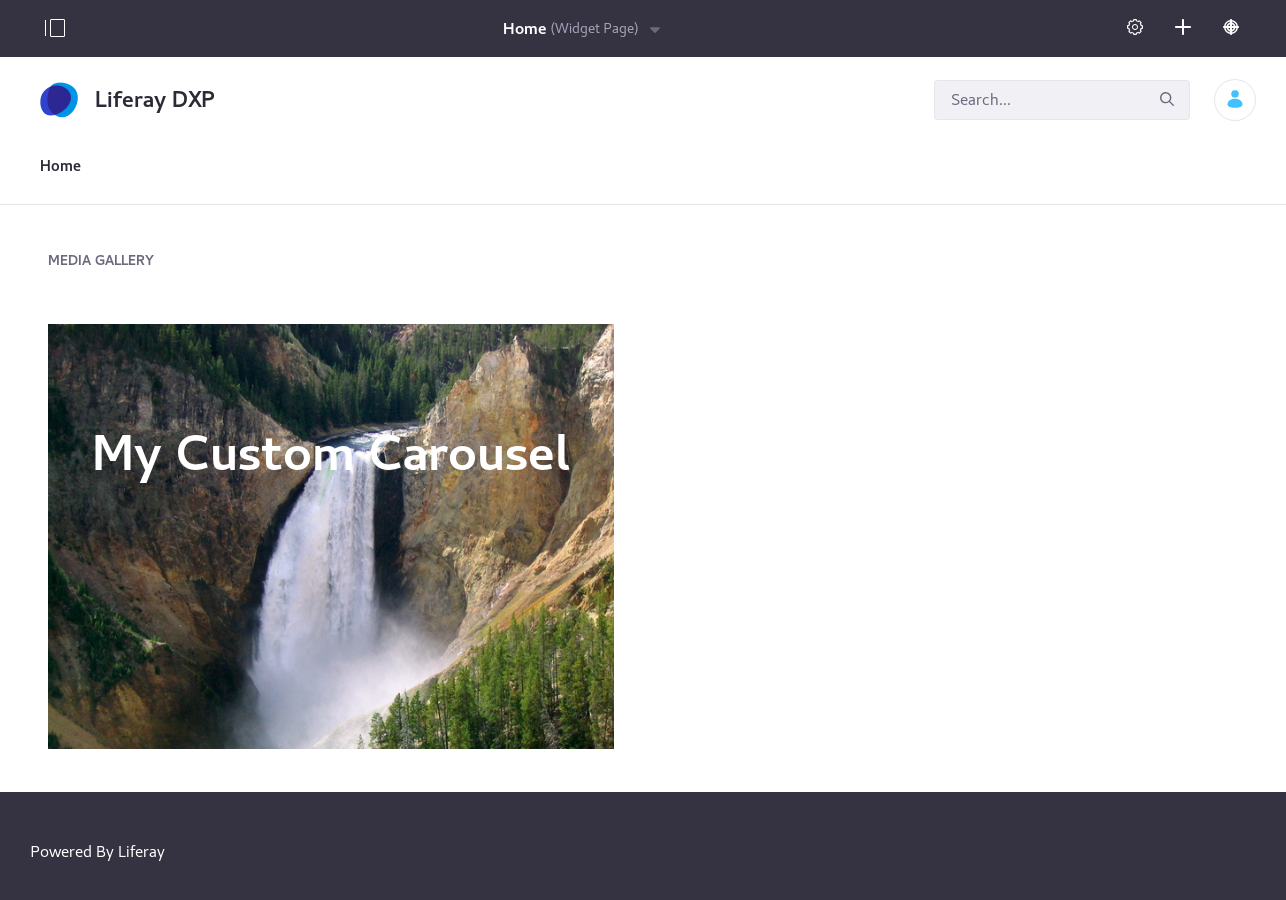 Home (Widget Page)
Liferay DXP
Search...
Home
MEDIA GALLERY
My Custom Carousel
Powered By Liferay